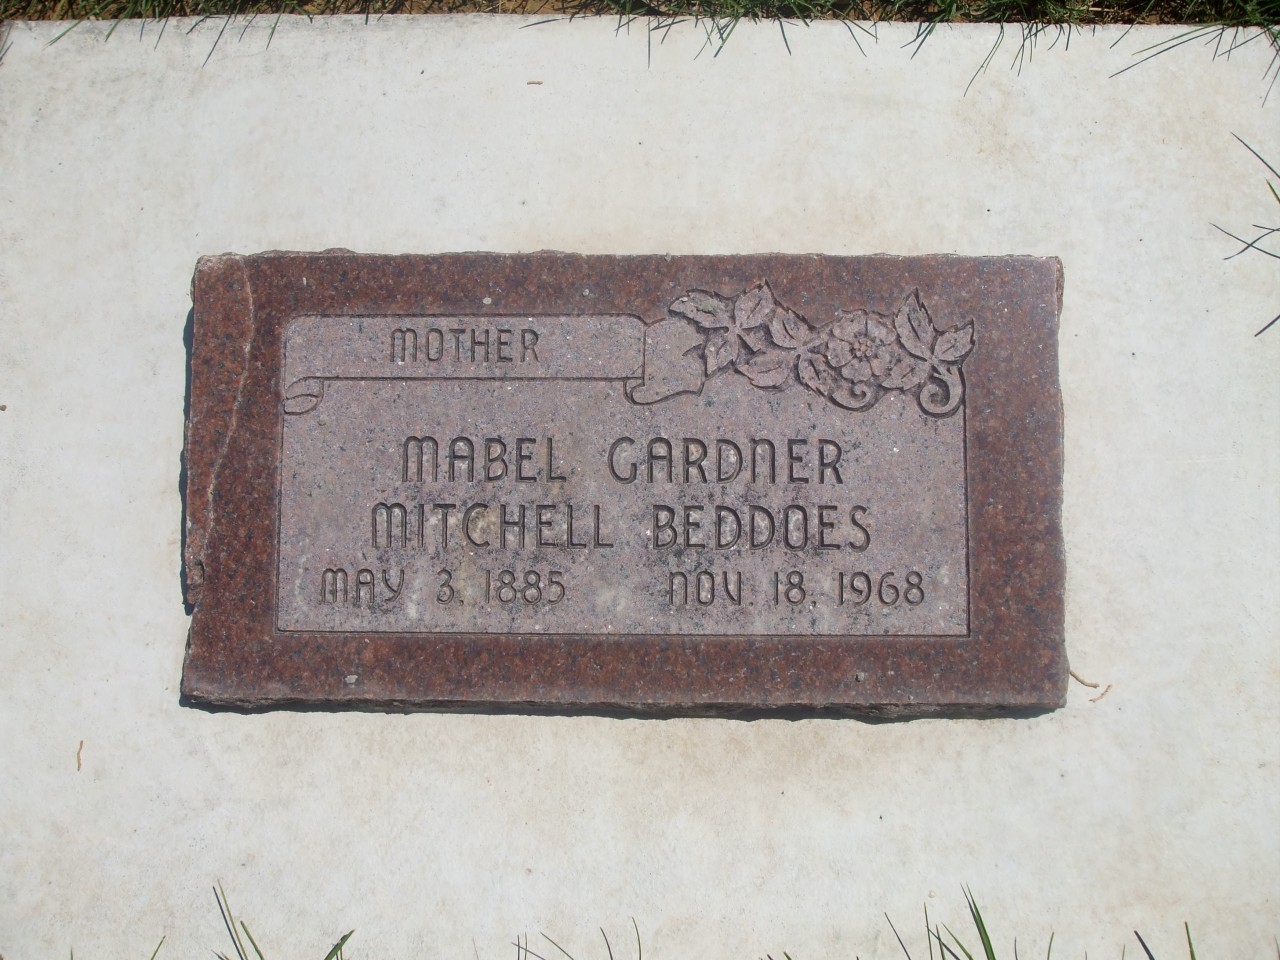 MOTHER
MABEL GARDNER
MITCHELL BEDDOES
MAY 3, 1885 NOV. 18, 1968